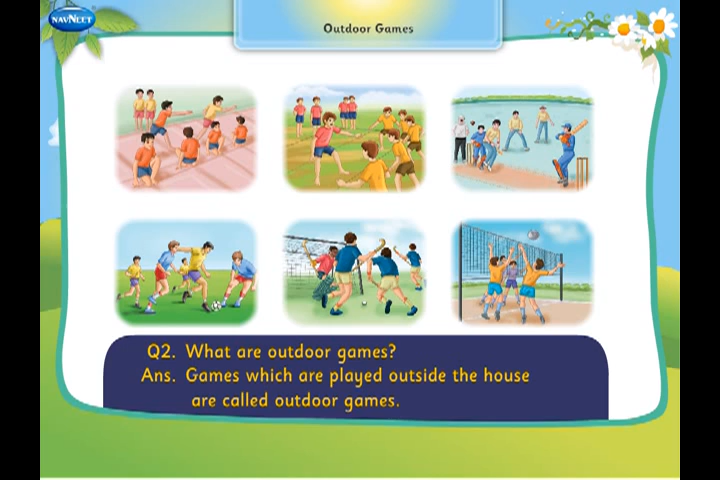 NAVNEET
Outdoor Games
Q2. What are outdoor games?
Ans. Games which are played outside the house
are called outdoor games.